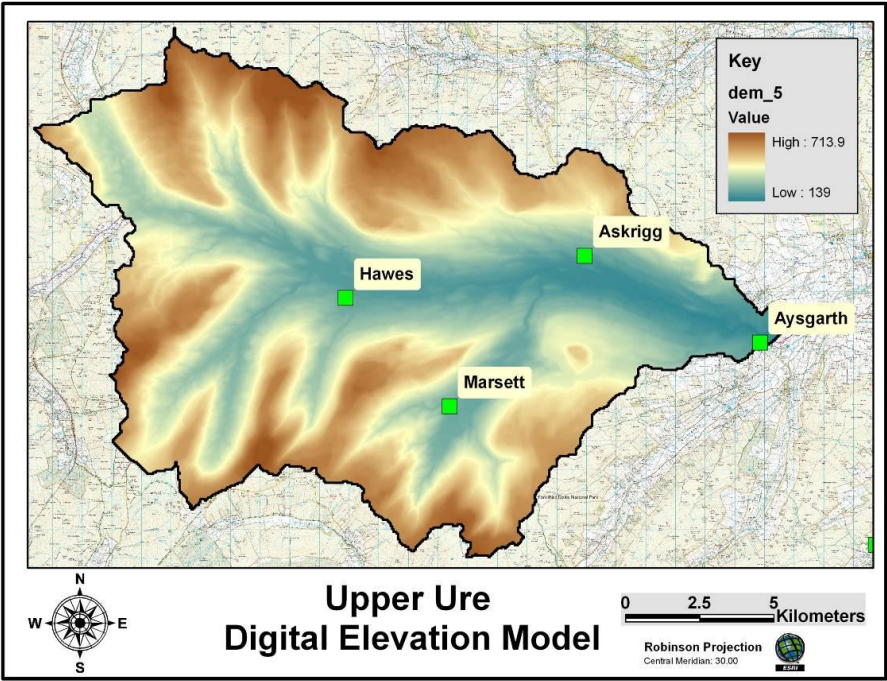 Key
dem_5
Value
High : 713.9
Low : 139
Askrigg
Hawes
Aysgarth
Marsett
N
W E
S
Upper Ure
Digital Elevation Model
0 2.5 5
Kilometers
Robinson Projection
Central Meridian: 30.00
ESRI